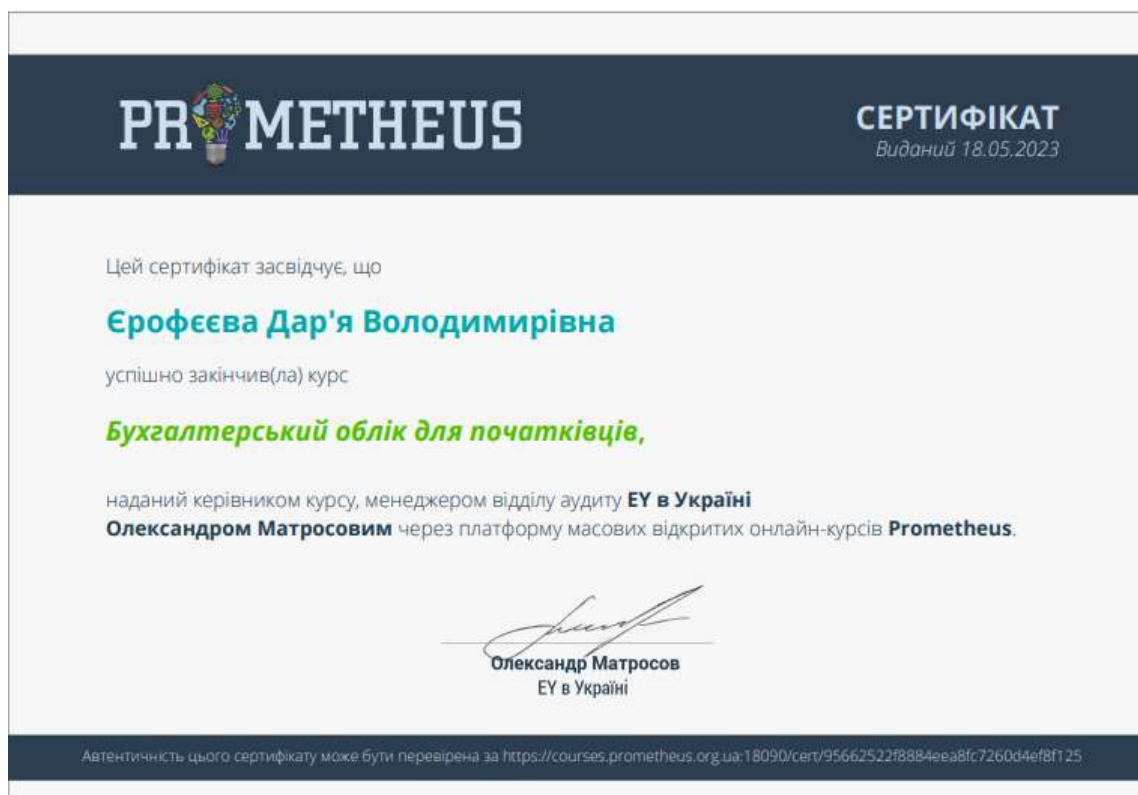 PROMETHEUS
СЕРТИФІКАТ
Виданий 18.05.2023
Цей сертифікат засвідчує, що
Єрофєєва Дар'я Володимирівна
успішно закінчив(ла) курс
Бухгалтерський облік для початківців,
наданий керівником курсу, менеджером відділу аудиту EY в Україні
Олександром Матросовим через платформу масових відкритих онлайн-курсів Prometheus.
Олександр Матросов
EY в Україні
Автентичність цього сертифікату може бути перевірена за https://courses.prometheus.org.ua:18090/cert/95662522f8884eea8fc7260d4ef8f125